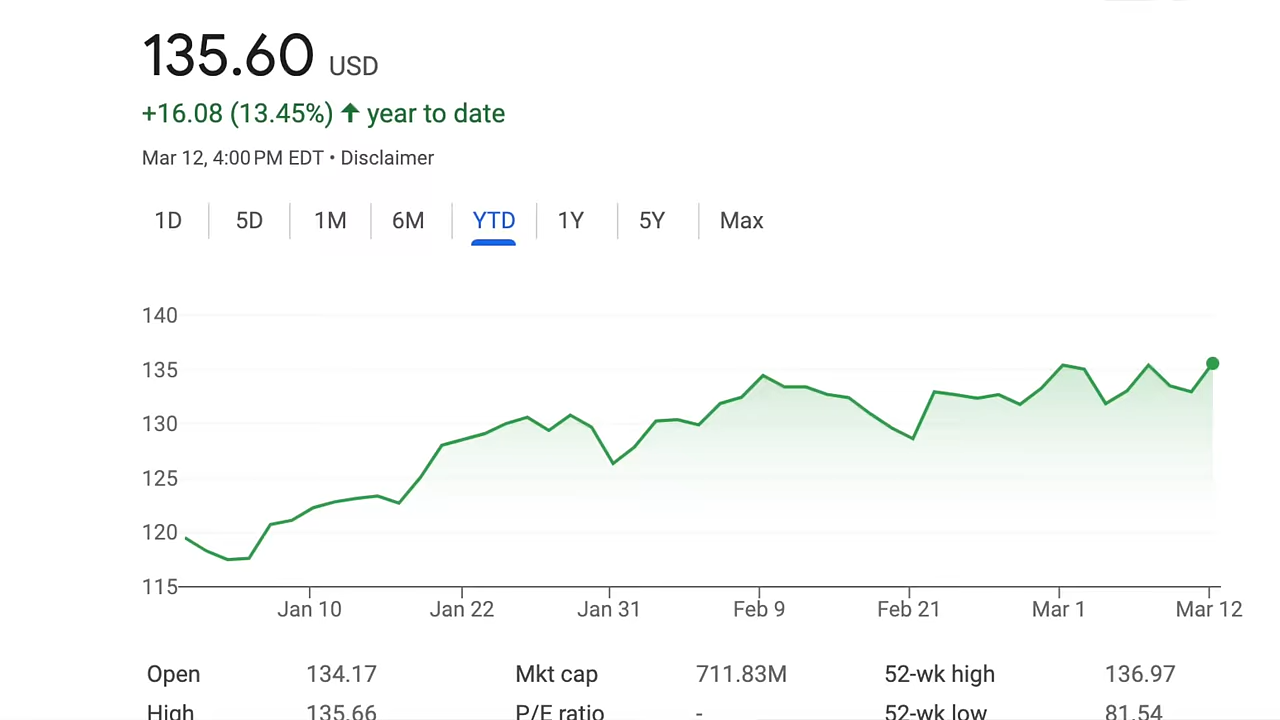 135.60 USD
+16.08 (13.45%) ↑ year to date
Mar 12, 4:00 PM EDT • Disclaimer
1D 5D 1M 6M YTD 1Y 5Y Max
140
135
130
125
120
115
Jan 10 Jan 22 Jan 31 Feb 9 Feb 21 Mar 1 Mar 12
Open 134.17 Mkt cap 711.83M 52-wk high 136.97
High 135.66 P/E ratio - 52-wk low 81.54